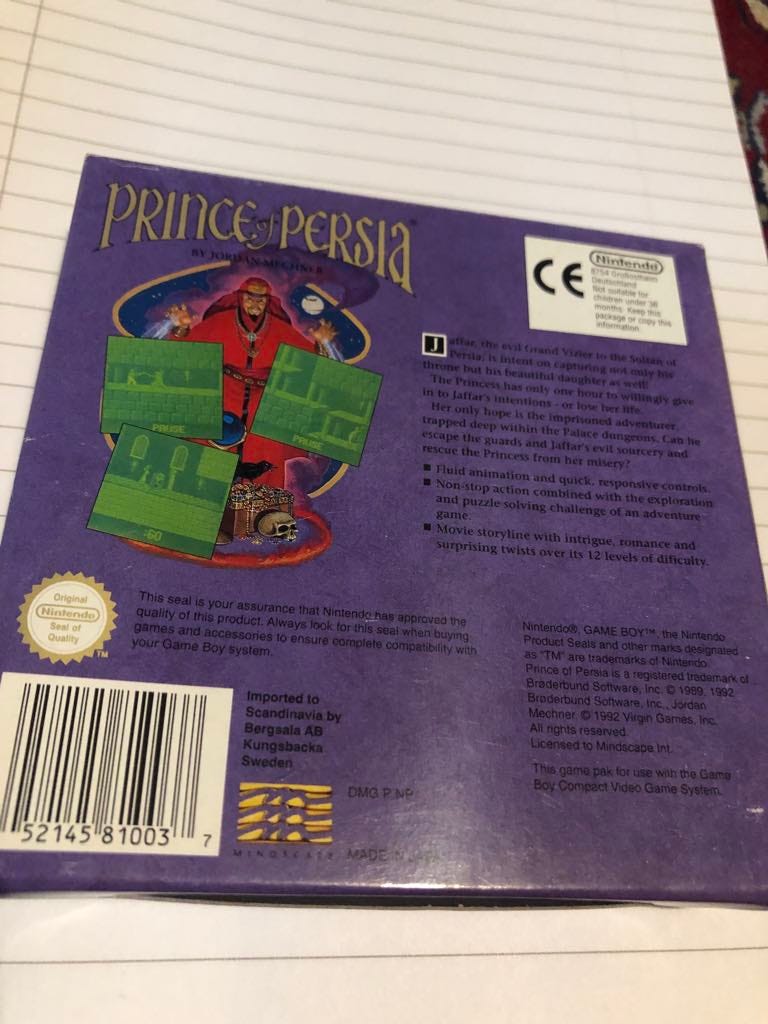 PRINCE of PERSIA
BY JORDAN MECHNER
CE
Nintendo
8754 Großostheim
Deutschland
Not suitable for
children under 36
months. Keep this
package or copy this
information.
Jaffar, the evil Grand Vizier to the Sultan of
Persia, is intent on capturing not only his
throne but his beautiful daughter as well!
The Princess has only one hour to willingly give
in to Jaffar's intentions - or lose her life.
Her only hope is the imprisoned adventurer,
trapped deep within the Palace dungeons. Can he
escape the guards and Jaffar's evil sourcery and
rescue the Princess from her misery?
■ Fluid animation and quick, responsive controls.
■ Non-stop action combined with the exploration
and puzzle solving challenge of an adventure
game.
■ Movie storyline with intrigue, romance and
surprising twists over its 12 levels of dificulty.
PAUSE
PAUSE
:60
Original
Nintendo
Seal of
Quality
TM
This seal is your assurance that Nintendo has approved the
quality of this product. Always look for this seal when buying
games and accessories to ensure complete compatibility with
your Game Boy system.
Nintendo®, GAME BOY™, the Nintendo
Product Seals and other marks designated
as "TM" are trademarks of Nintendo.
Prince of Persia is a registered trademark of
Brøderbund Software, Inc. © 1989, 1992
Brøderbund Software, Inc., Jordan
Mechner. © 1992 Virgin Games, Inc.
All rights reserved.
Licensed to Mindscape Int.
This game pak for use with the Game
Boy Compact Video Game System.
Imported to
Scandinavia by
Bergsala AB
Kungsbacka
Sweden
52145 81003 7
DMG P NP
MINDSCAPE
MADE IN JAPAN